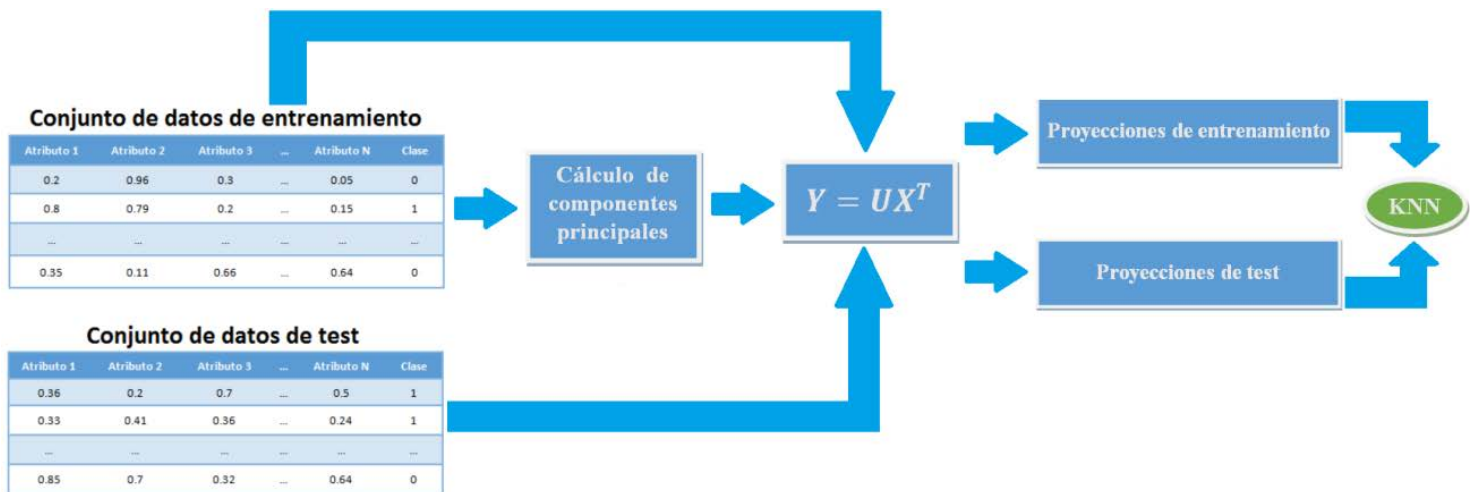 Conjunto de datos de entrenamiento
Atributo 1 Atributo 2 Atributo 3 ... Atributo N Clase
0.2 0.96 0.3 ... 0.05 0
0.8 0.79 0.2 ... 0.15 1
... ... ... ... ... ...
0.35 0.11 0.66 ... 0.64 0
Cálculo de
componentes
principales
Y = UX^T
Proyecciones de entrenamiento
KNN
Proyecciones de test
Conjunto de datos de test
Atributo 1 Atributo 2 Atributo 3 ... Atributo N Clase
0.36 0.2 0.7 ... 0.5 1
0.33 0.41 0.36 ... 0.24 1
... ... ... ... ... ...
0.85 0.7 0.32 ... 0.64 0